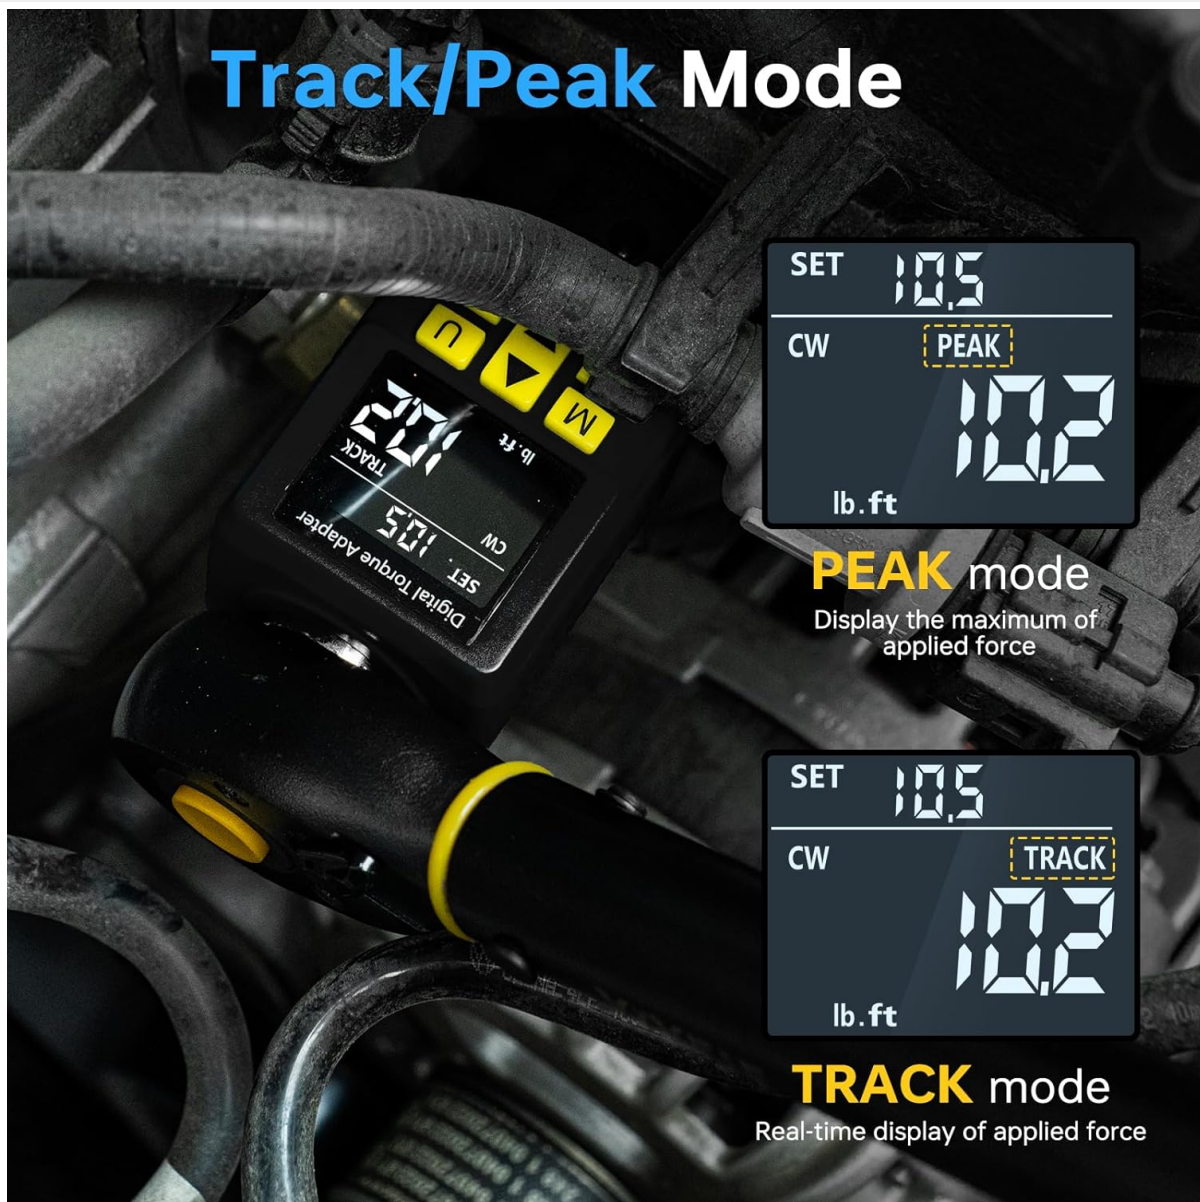 Track/Peak Mode
SET 10.5
CW PEAK
10.2
lb.ft
PEAK mode
Display the maximum of
applied force
U
M
lb.ft
10.2
TRACK
CW
10.5
SET
Digital Torque Adapter
SET 10.5
CW TRACK
10.2
lb.ft
TRACK mode
Real-time display of applied force